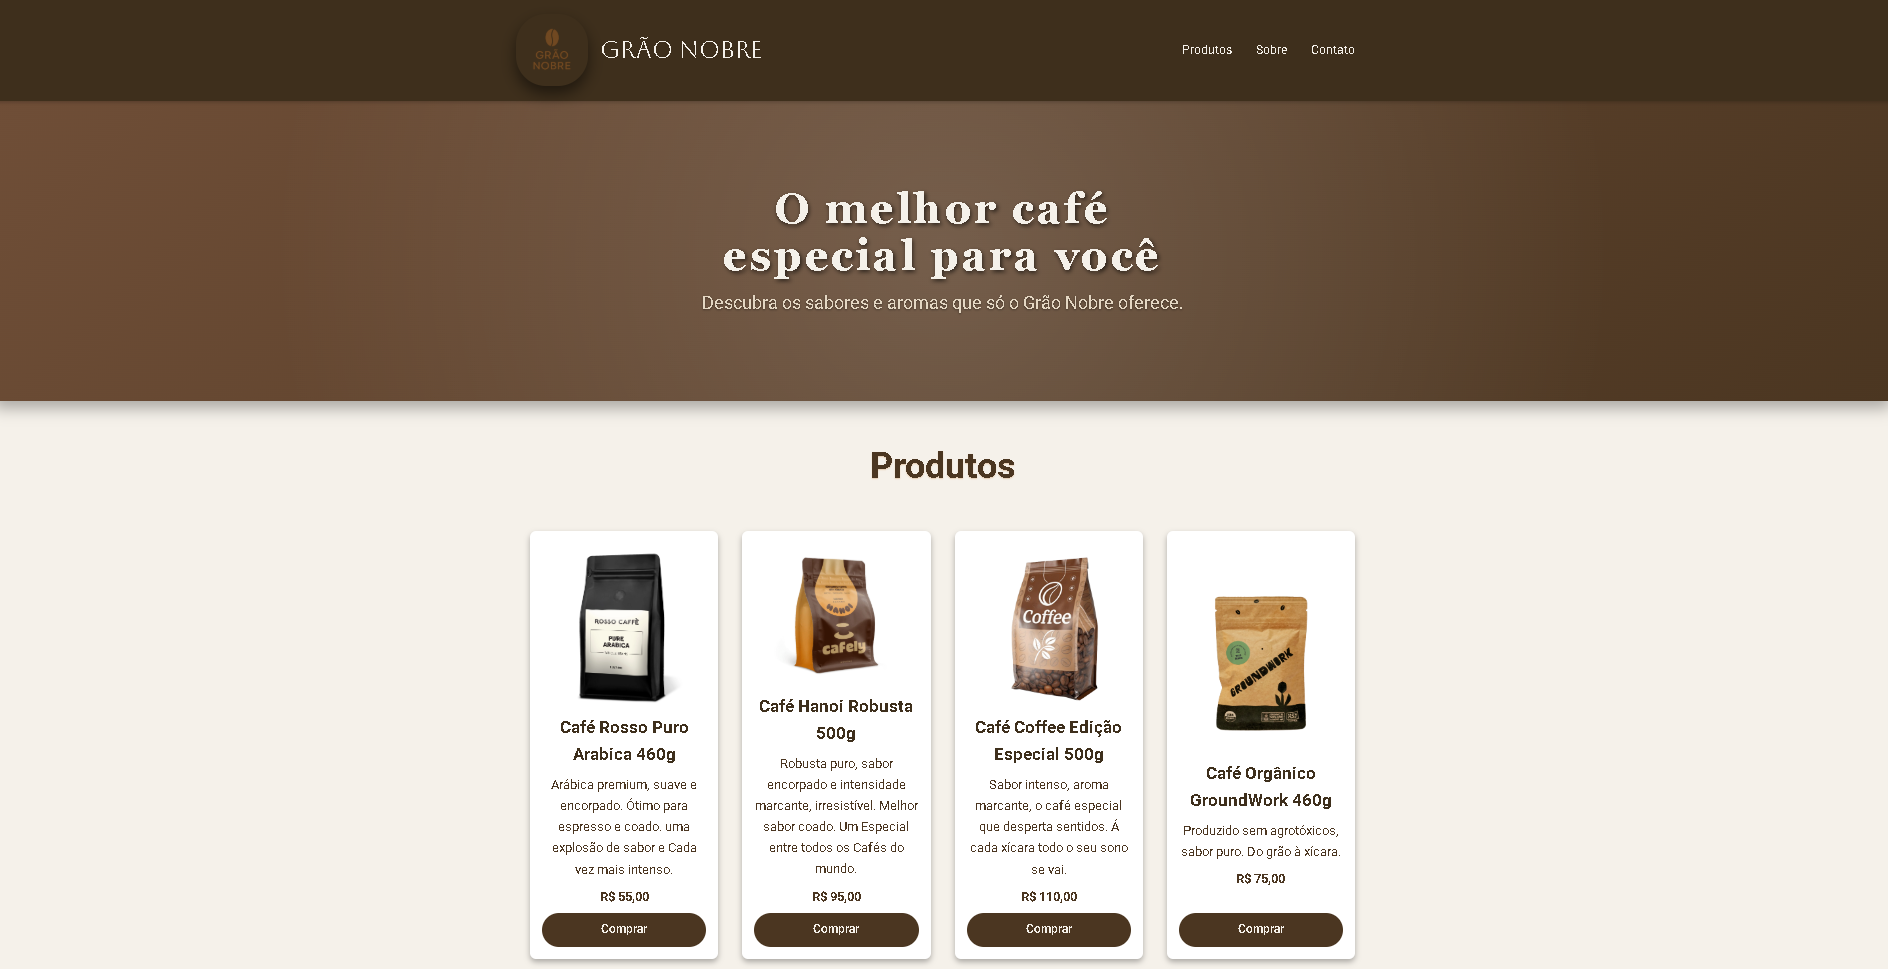 GRÃO
NOBRE
GRÃO NOBRE
Produtos Sobre Contato
O melhor café
especial para você
Descubra os sabores e aromas que só o Grão Nobre oferece.
Produtos
ROSSO CAFFÈ
PURE
ARABICA
HANOI
cafely
Coffee
GROUNDWORK
Café Rosso Puro
Arabica 460g
Arábica premium, suave e
encorpado. Ótimo para
espresso e coado. uma
explosão de sabor e Cada
vez mais intenso.
R$ 55,00
Comprar
Café Hanoi Robusta
500g
Robusta puro, sabor
encorpado e intensidade
marcante, irresistível. Melhor
sabor coado. Um Especial
entre todos os Cafés do
mundo.
R$ 95,00
Comprar
Café Coffee Edição
Especial 500g
Sabor intenso, aroma
marcante, o café especial
que desperta sentidos. Á
cada xícara todo o seu sono
se vai.
R$ 110,00
Comprar
Café Orgânico
GroundWork 460g
Produzido sem agrotóxicos,
sabor puro. Do grão à xícara.
R$ 75,00
Comprar